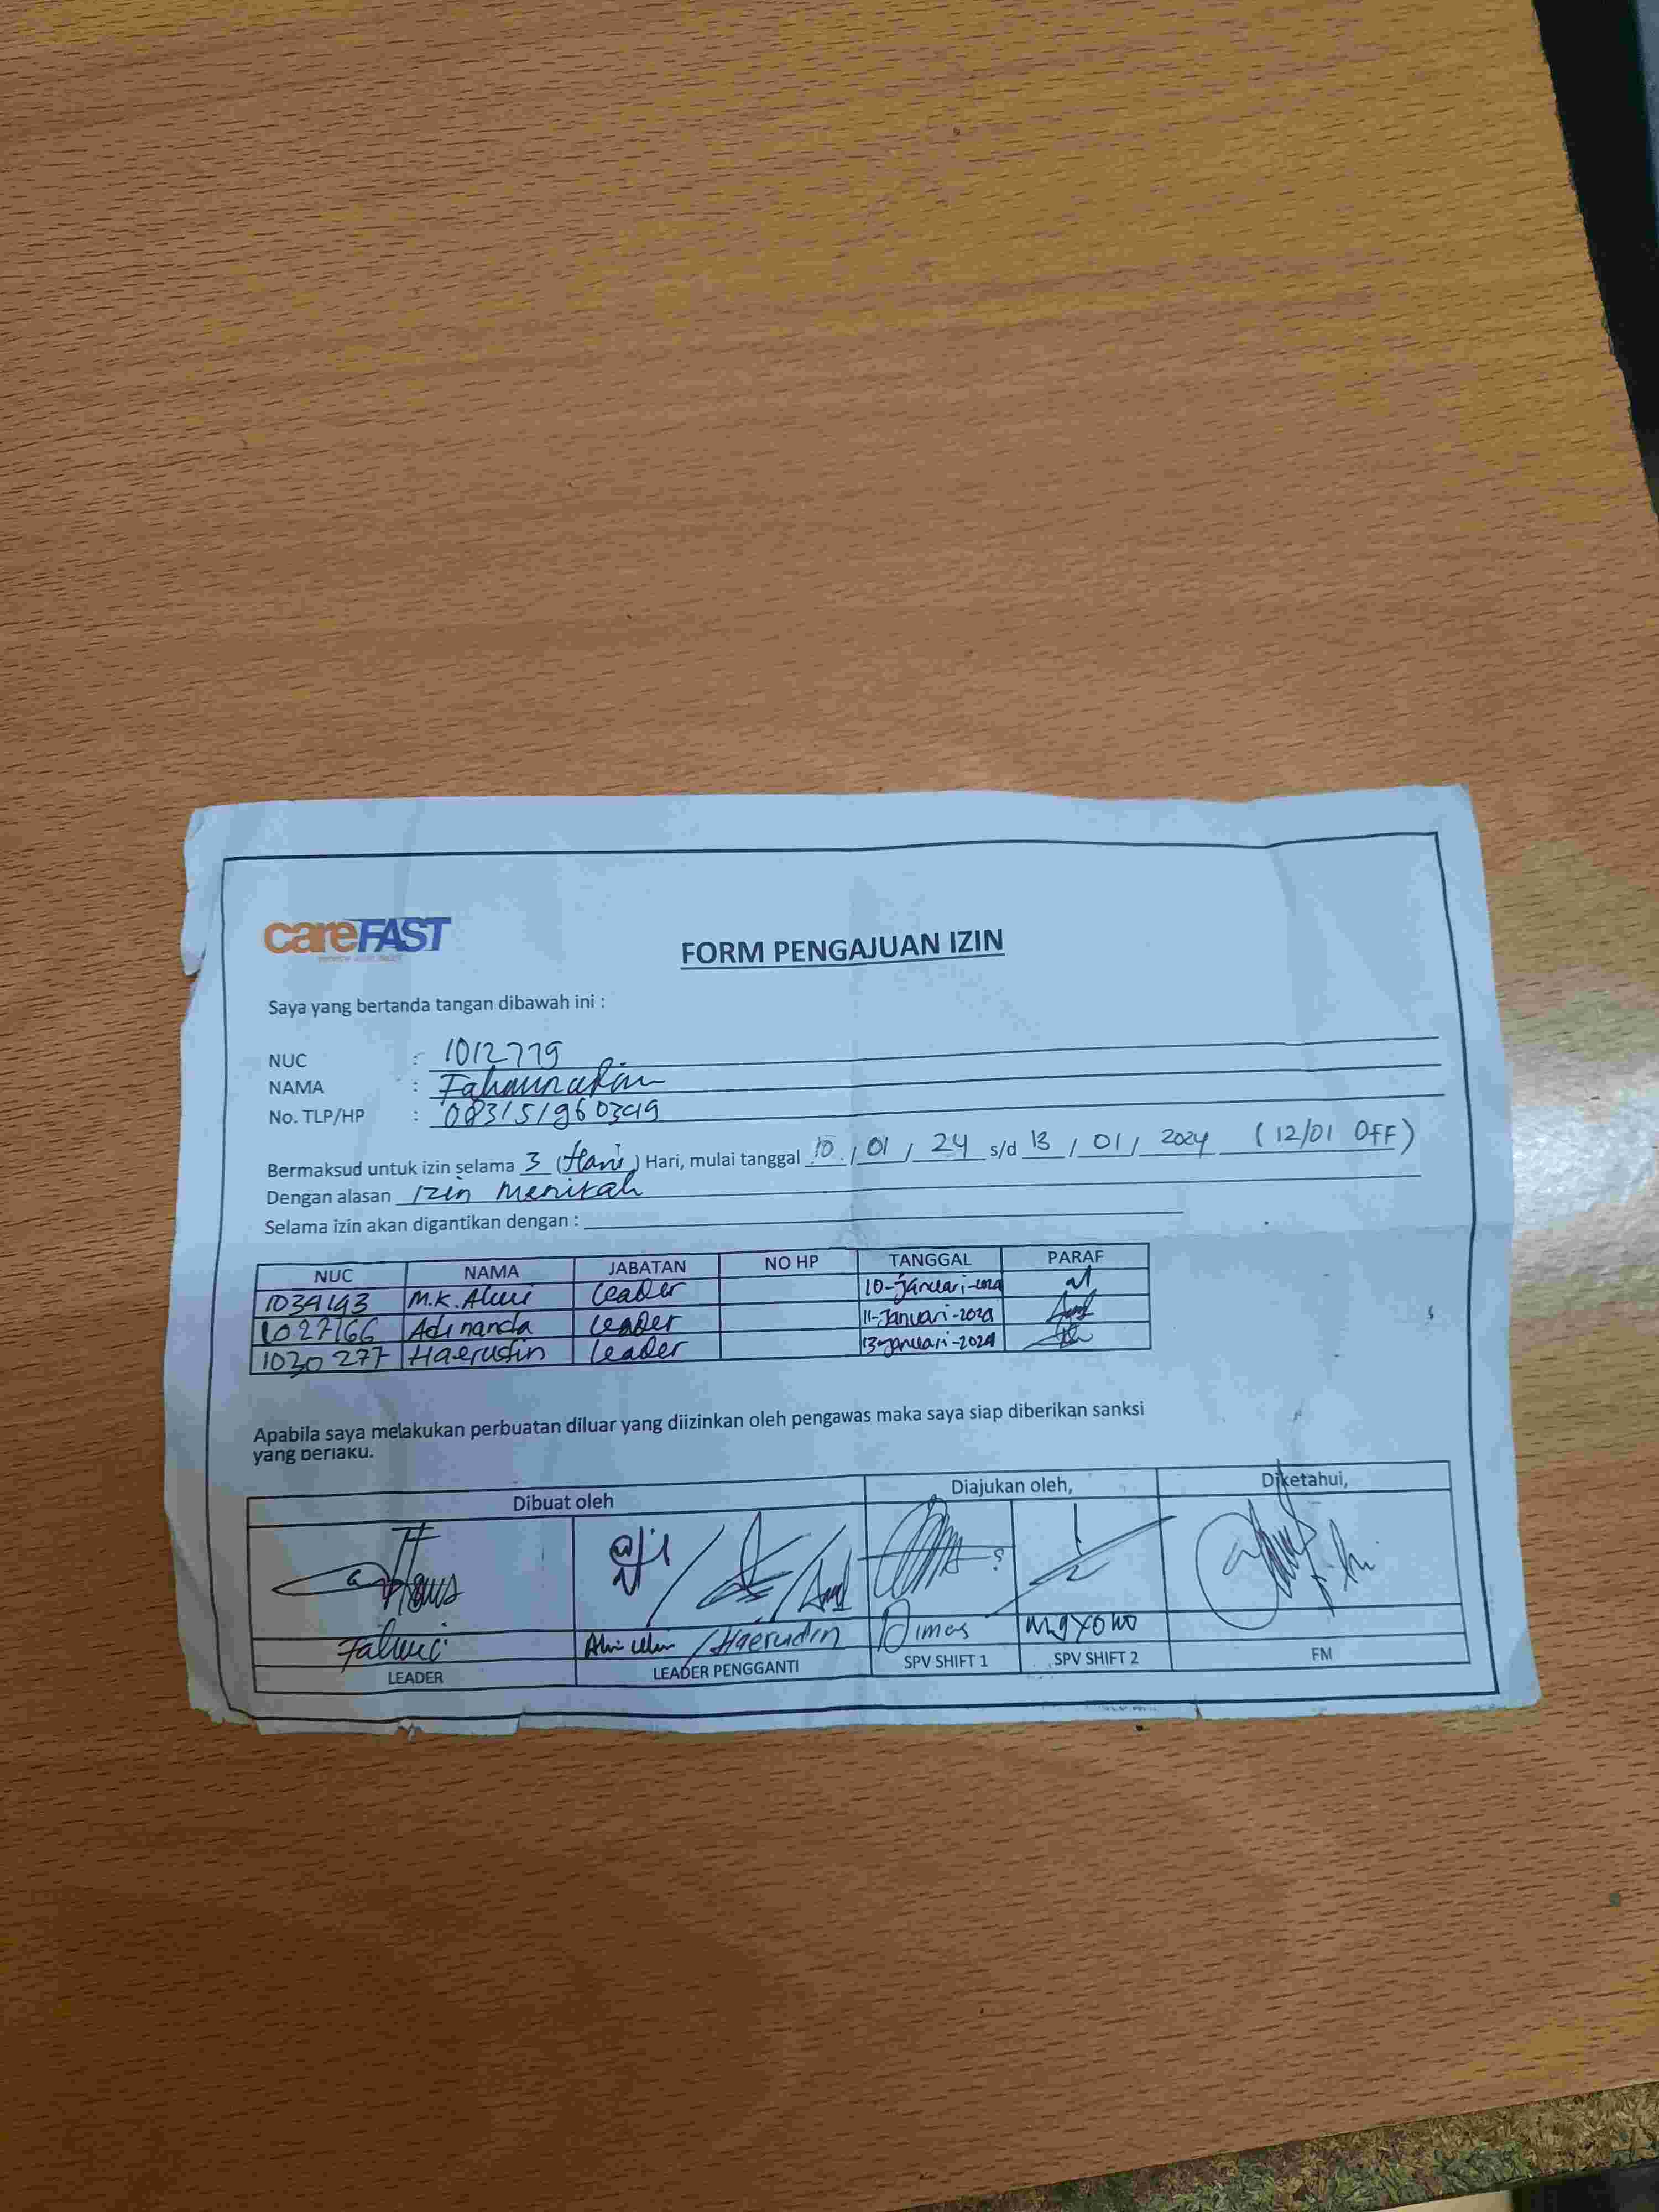 careFAST
FORM PENGAJUAN IZIN
Saya yang bertanda tangan dibawah ini :
NUC : 1012779
NAMA :
No. TLP/HP : 083151960349
Bermaksud untuk izin selama 3 (Hari) Hari, mulai tanggal 10 / 01 / 24 s/d 13 / 01 / 2024 (12/01 OFF)
Dengan alasan Izin Menikah
Selama izin akan digantikan dengan :
NUC NAMA JABATAN NO HP TANGGAL PARAF
1034193 M.K. Leader 10-Januari-2024
1027166 Adinanda Leader 11-Januari-2024
1030277 Haerudin Leader 13-Januari-2024
Apabila saya melakukan perbuatan diluar yang diizinkan oleh pengawas maka saya siap diberikan sanksi
yang berlaku.
Dibuat oleh Diajukan oleh, Diketahui,
/ Haerudin Dimas
LEADER LEADER PENGGANTI SPV SHIFT 1 SPV SHIFT 2 FM